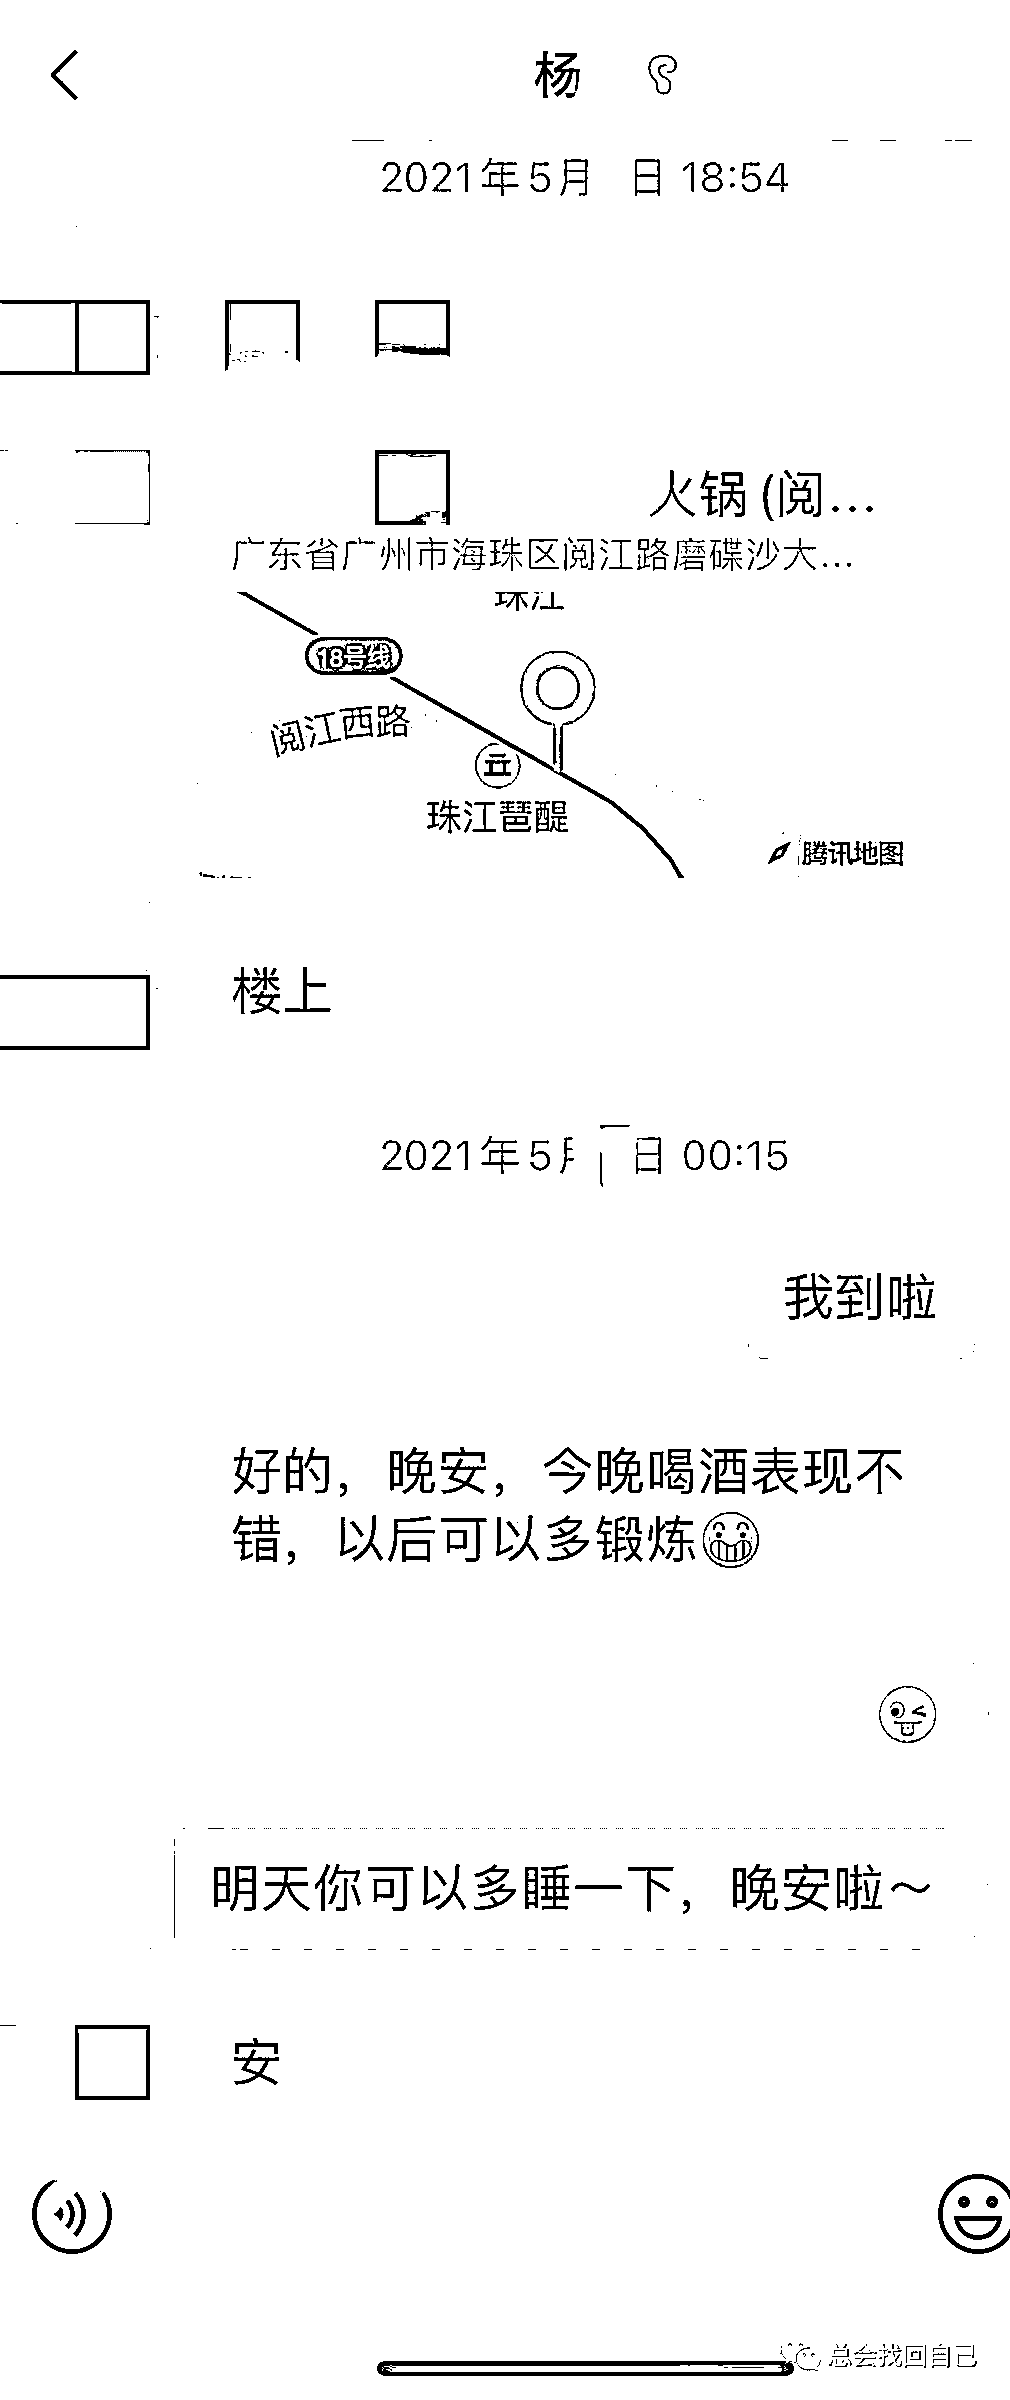 杨
2021年5月 日 18:54
火锅 (阅...
广东省广州市海珠区阅江路磨碟沙大...
珠江
18号线
阅江西路
珠江琶醍
腾讯地图
楼上
2021年5月 日 00:15
我到啦
好的，晚安，今晚喝酒表现不
错，以后可以多锻炼😁
😜
明天你可以多睡一下，晚安啦～
安
总会找回自己